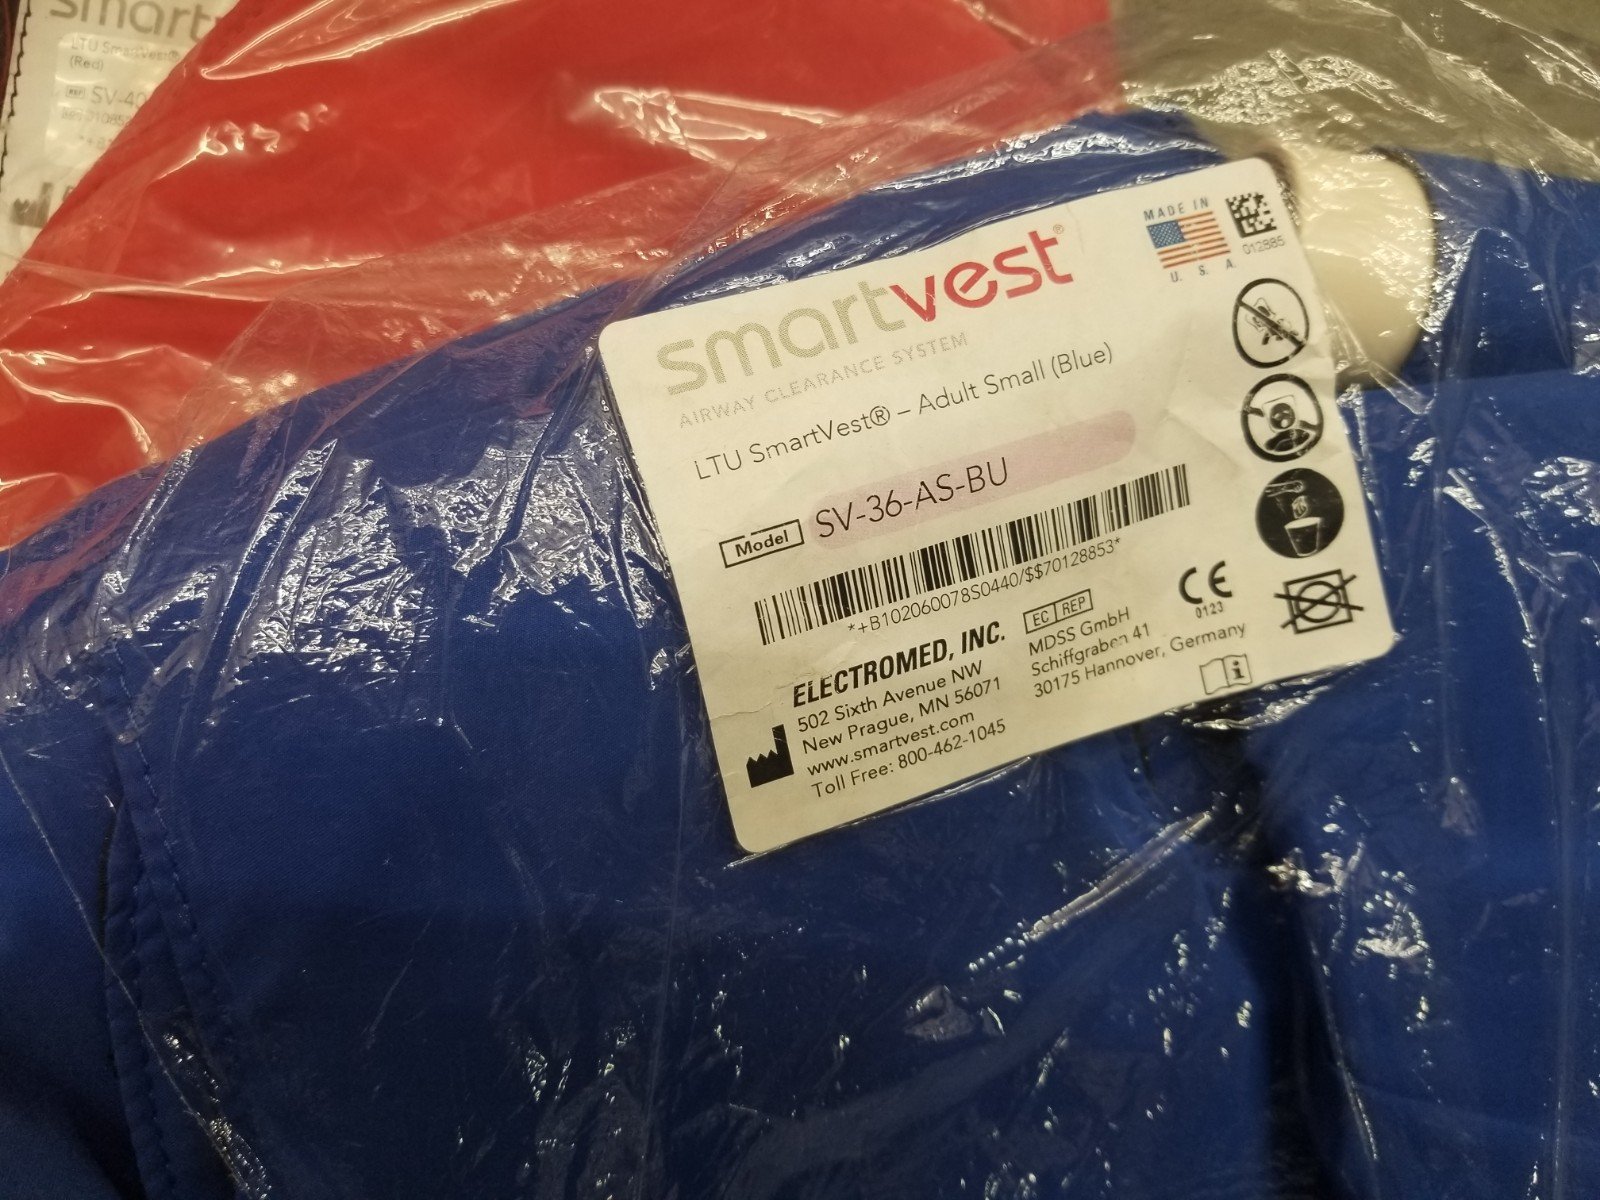 smart
LTU SmartVest®
(Red)
SV-40
smartvest®
AIRWAY CLEARANCE SYSTEM
LTU SmartVest® – Adult Small (Blue)
Model SV-36-AS-BU
*+B102060078S0440/$$70128853*
MADE IN
U. S. A.
012885
ELECTROMED, INC.
502 Sixth Avenue NW
New Prague, MN 56071
www.smartvest.com
Toll Free: 800-462-1045
EC REP
MDSS GmbH
Schiffgraben 41
30175 Hannover, Germany
CE
0123
i